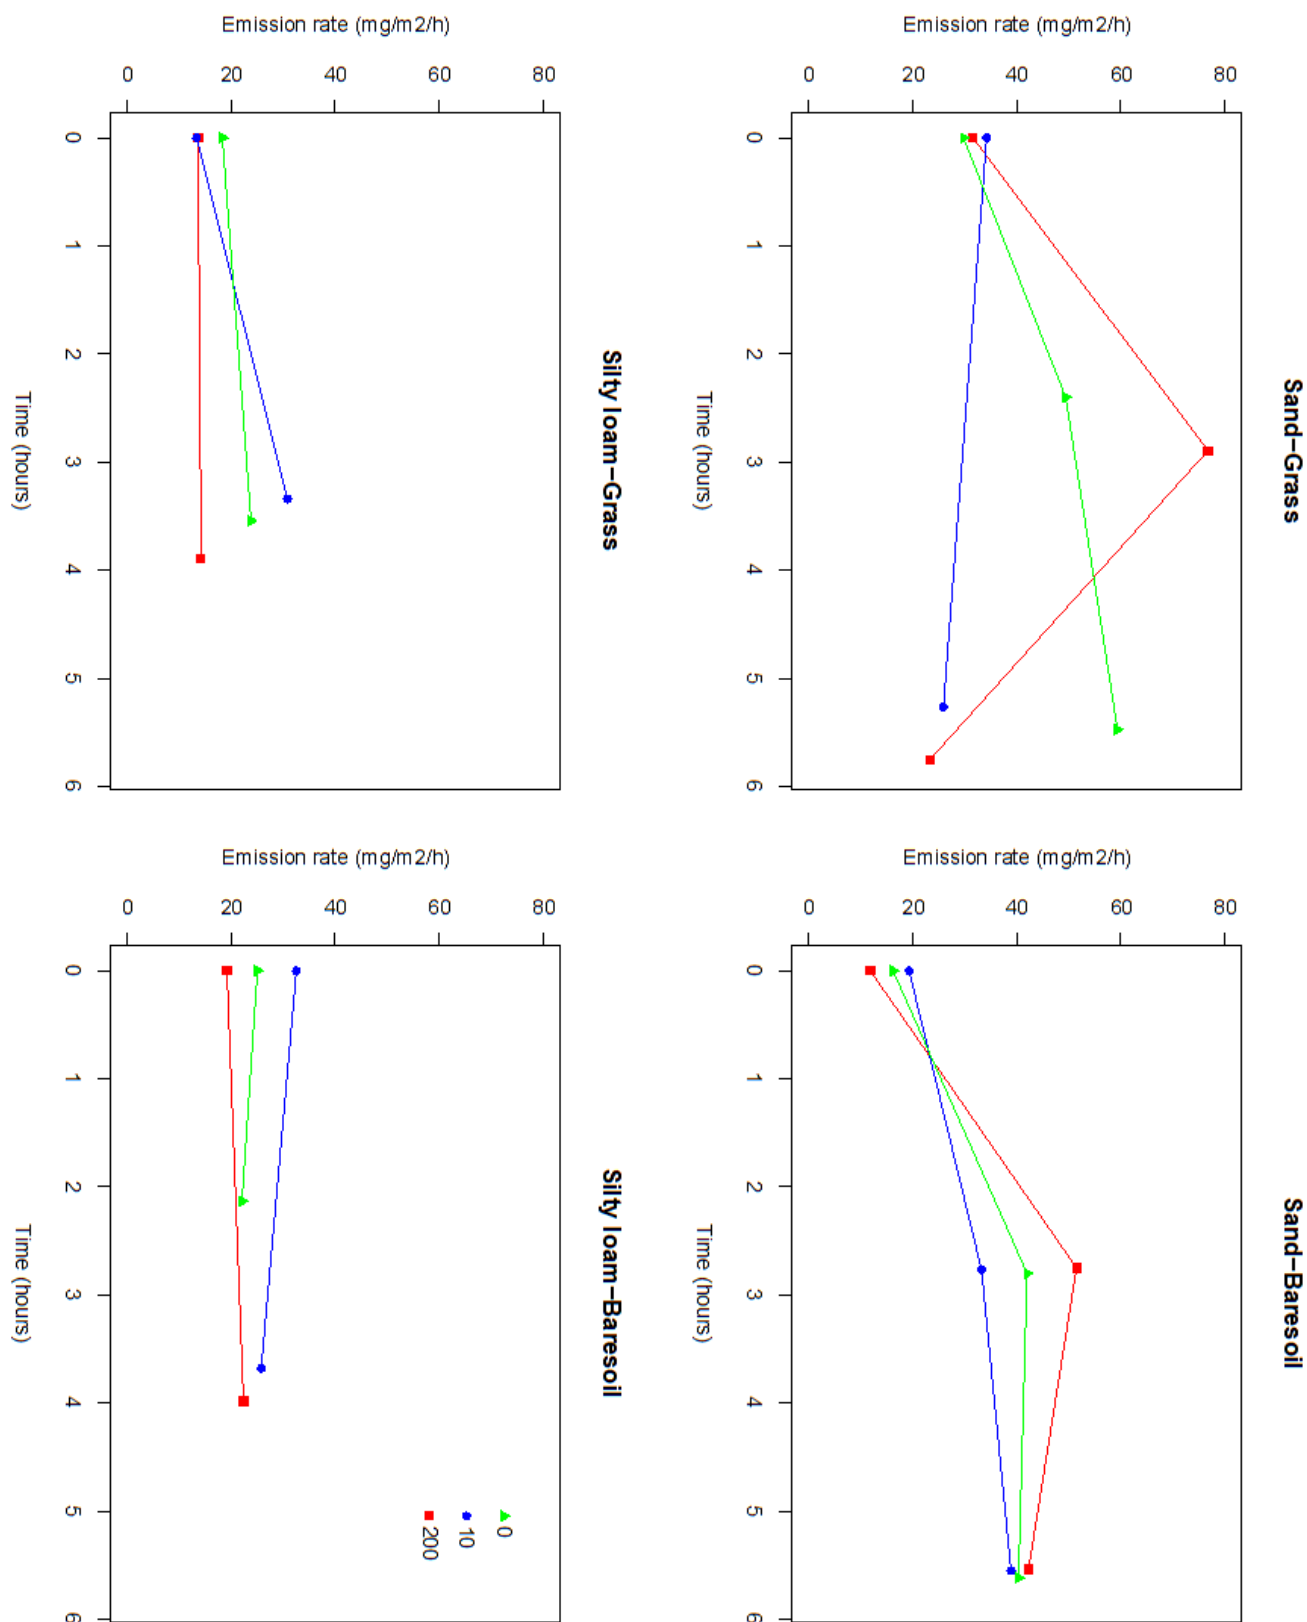 Sand−Grass
Emission rate (mg/m2/h)
0 20 40 60 80
0 1 2 3 4 5 6
Time (hours)
Sand−Baresoil
Emission rate (mg/m2/h)
0 20 40 60 80
0 1 2 3 4 5 6
Time (hours)
Silty loam−Grass
Emission rate (mg/m2/h)
0 20 40 60 80
0 1 2 3 4 5 6
Time (hours)
Silty loam−Baresoil
Emission rate (mg/m2/h)
0 20 40 60 80
0 1 2 3 4 5 6
Time (hours)
0
10
200